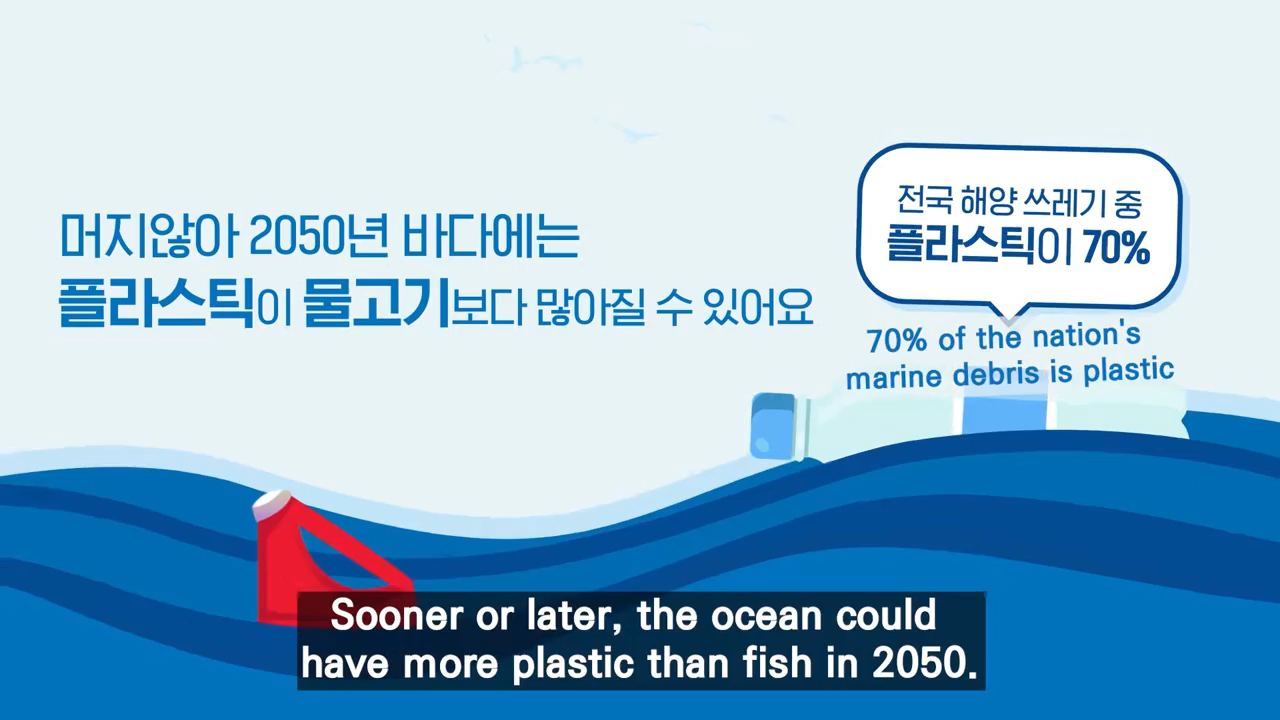 머지않아 2050년 바다에는
플라스틱이 물고기보다 많아질 수 있어요
전국 해양 쓰레기 중
플라스틱이 70%
70% of the nation's
marine debris is plastic
Sooner or later, the ocean could
have more plastic than fish in 2050.